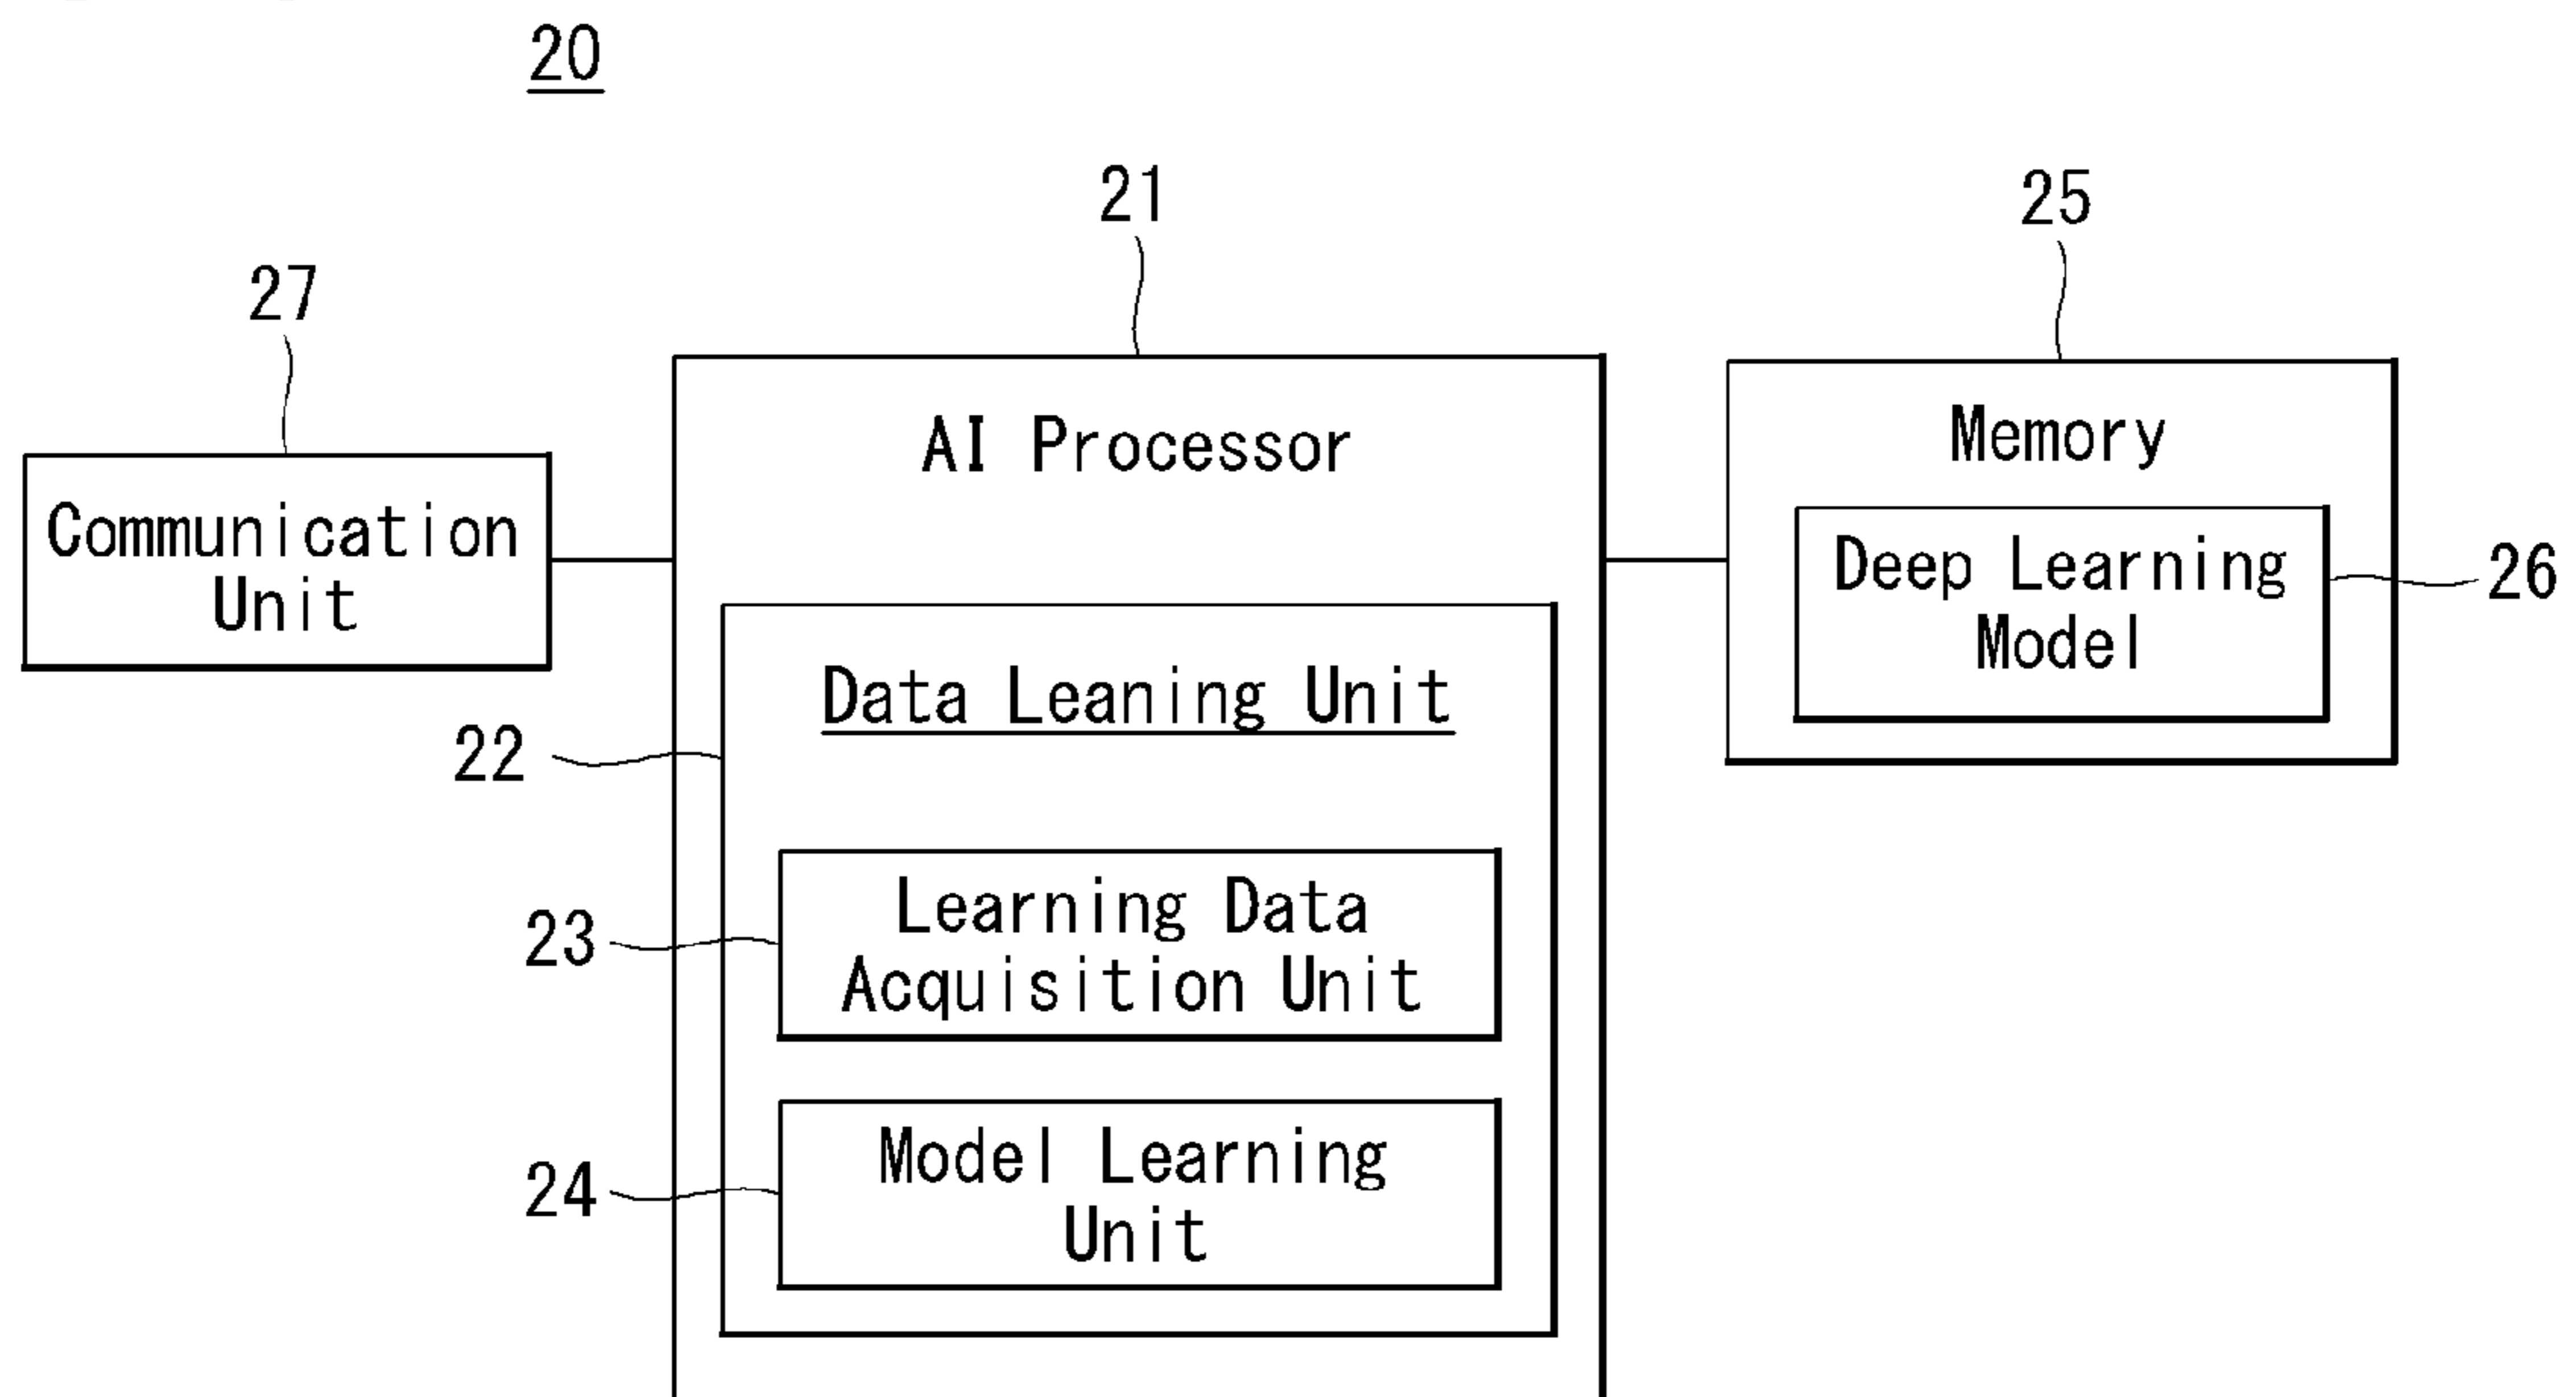 20
21
25
27
AI Processor
Memory
Communication
Unit
Deep Learning
Model
26
Data Leaning Unit
22
Learning Data
Acquisition Unit
23
Model Learning
Unit
24